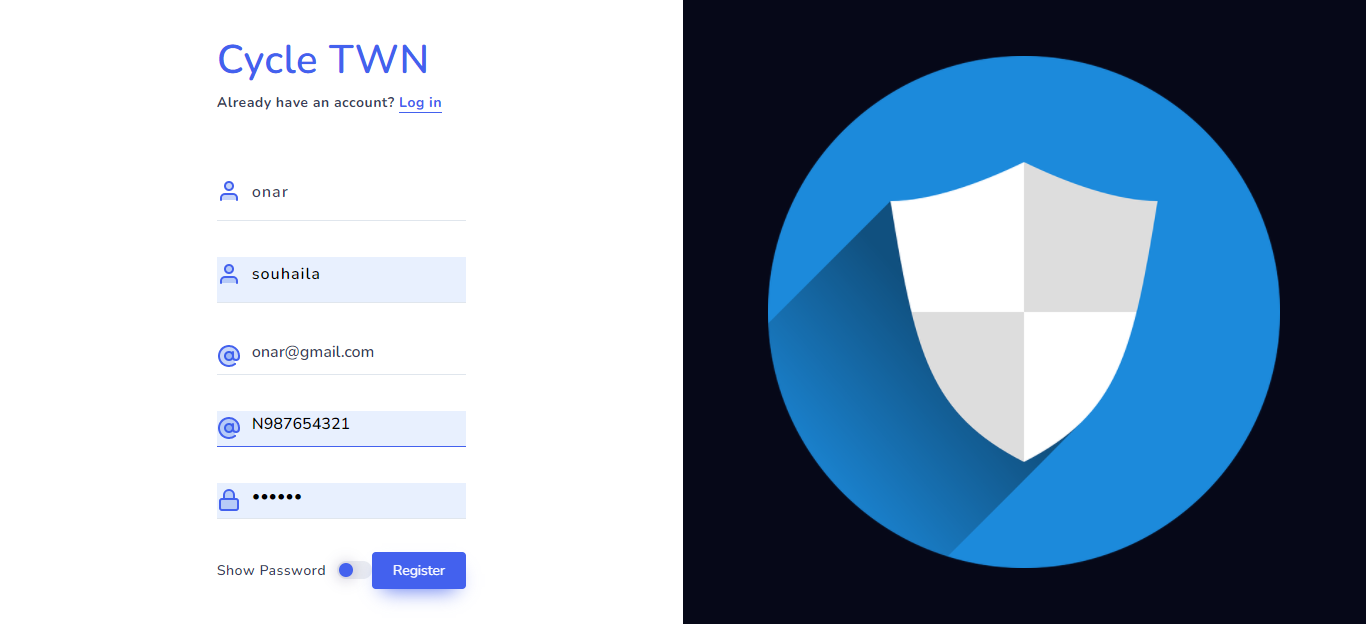 Cycle TWN
Already have an account? Log in
onar
souhaila
onar@gmail.com
N987654321
••••••
Show Password
Register